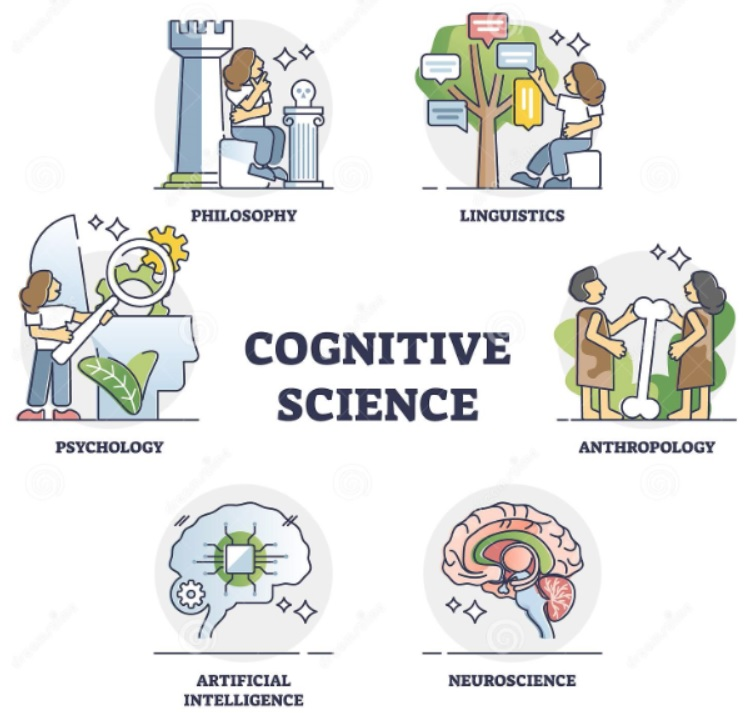 PHILOSOPHY
LINGUISTICS
COGNITIVE
SCIENCE
PSYCHOLOGY
ANTHROPOLOGY
ARTIFICIAL
INTELLIGENCE
NEUROSCIENCE